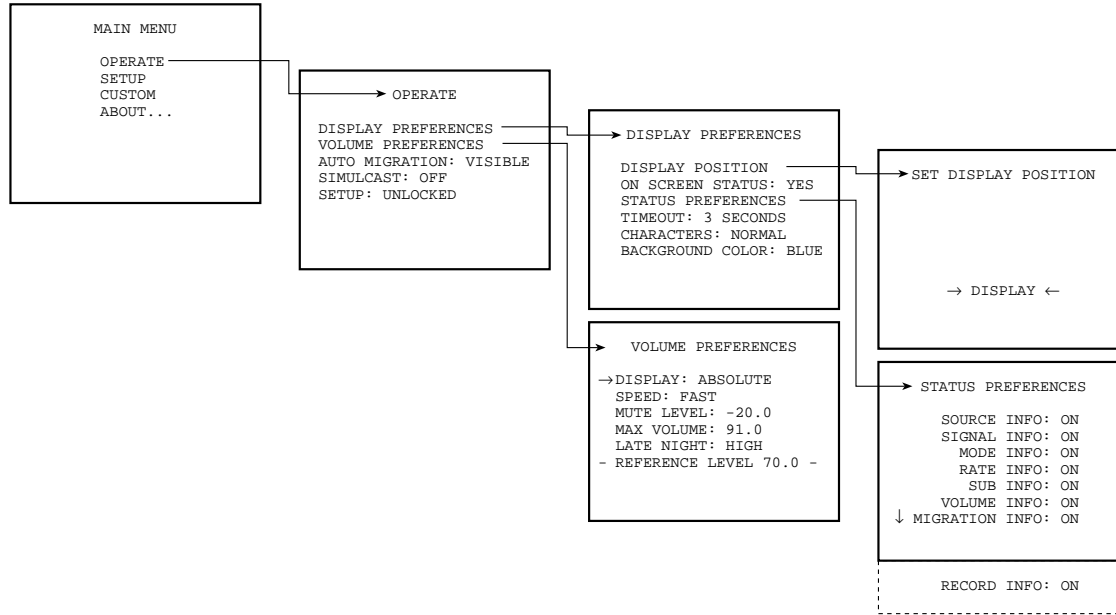 MAIN MENU
OPERATE
SETUP
CUSTOM
ABOUT...
OPERATE
DISPLAY PREFERENCES
VOLUME PREFERENCES
AUTO MIGRATION: VISIBLE
SIMULCAST: OFF
SETUP: UNLOCKED
DISPLAY PREFERENCES
DISPLAY POSITION
ON SCREEN STATUS: YES
STATUS PREFERENCES
TIMEOUT: 3 SECONDS
CHARACTERS: NORMAL
BACKGROUND COLOR: BLUE
SET DISPLAY POSITION
→ DISPLAY ←
VOLUME PREFERENCES
→DISPLAY: ABSOLUTE
SPEED: FAST
MUTE LEVEL: -20.0
MAX VOLUME: 91.0
LATE NIGHT: HIGH
- REFERENCE LEVEL 70.0 -
STATUS PREFERENCES
SOURCE INFO: ON
SIGNAL INFO: ON
MODE INFO: ON
RATE INFO: ON
SUB INFO: ON
VOLUME INFO: ON
↓ MIGRATION INFO: ON
RECORD INFO: ON